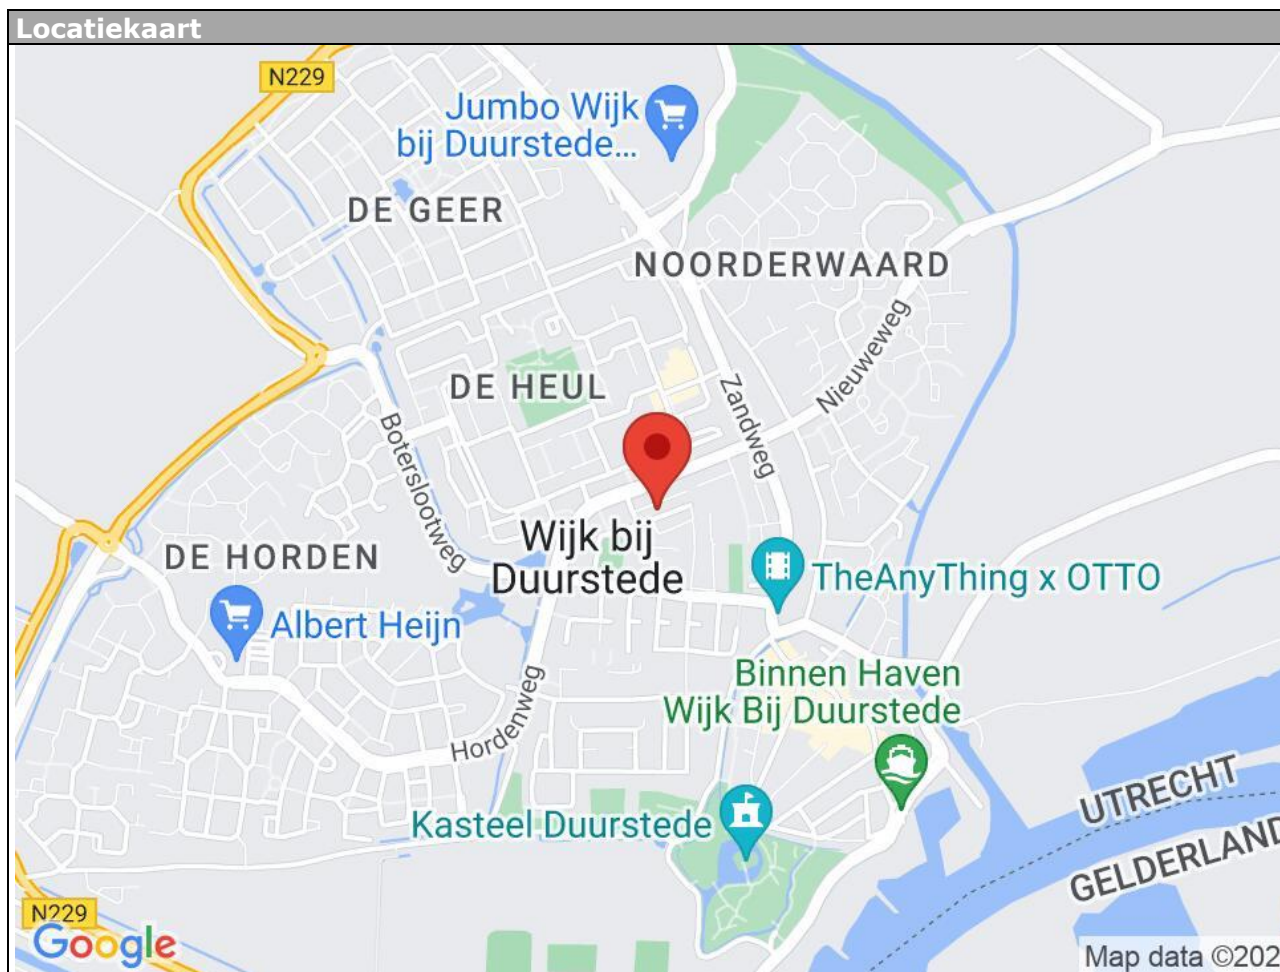 Locatiekaart
N229
Jumbo Wijk
bij Duurstede...
DE GEER
NOORDERWAARD
Nieuweweg
DE HEUL
Zandweg
Boterslootweg
Wijk bij
Duurstede
DE HORDEN
TheAnyThing x OTTO
Albert Heijn
Binnen Haven
Wijk Bij Duurstede
Hordenweg
UTRECHT
Kasteel Duurstede
GELDERLAND
N229
Google
Map data ©202